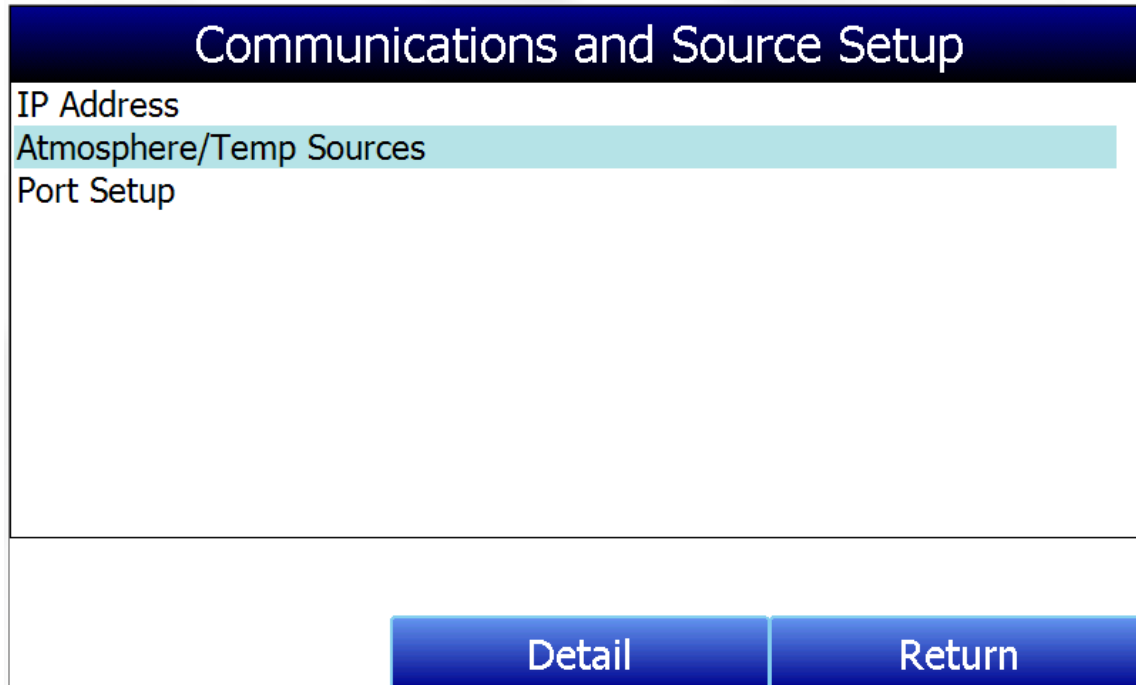 Communications and Source Setup
IP Address
Atmosphere/Temp Sources
Port Setup
Detail
Return